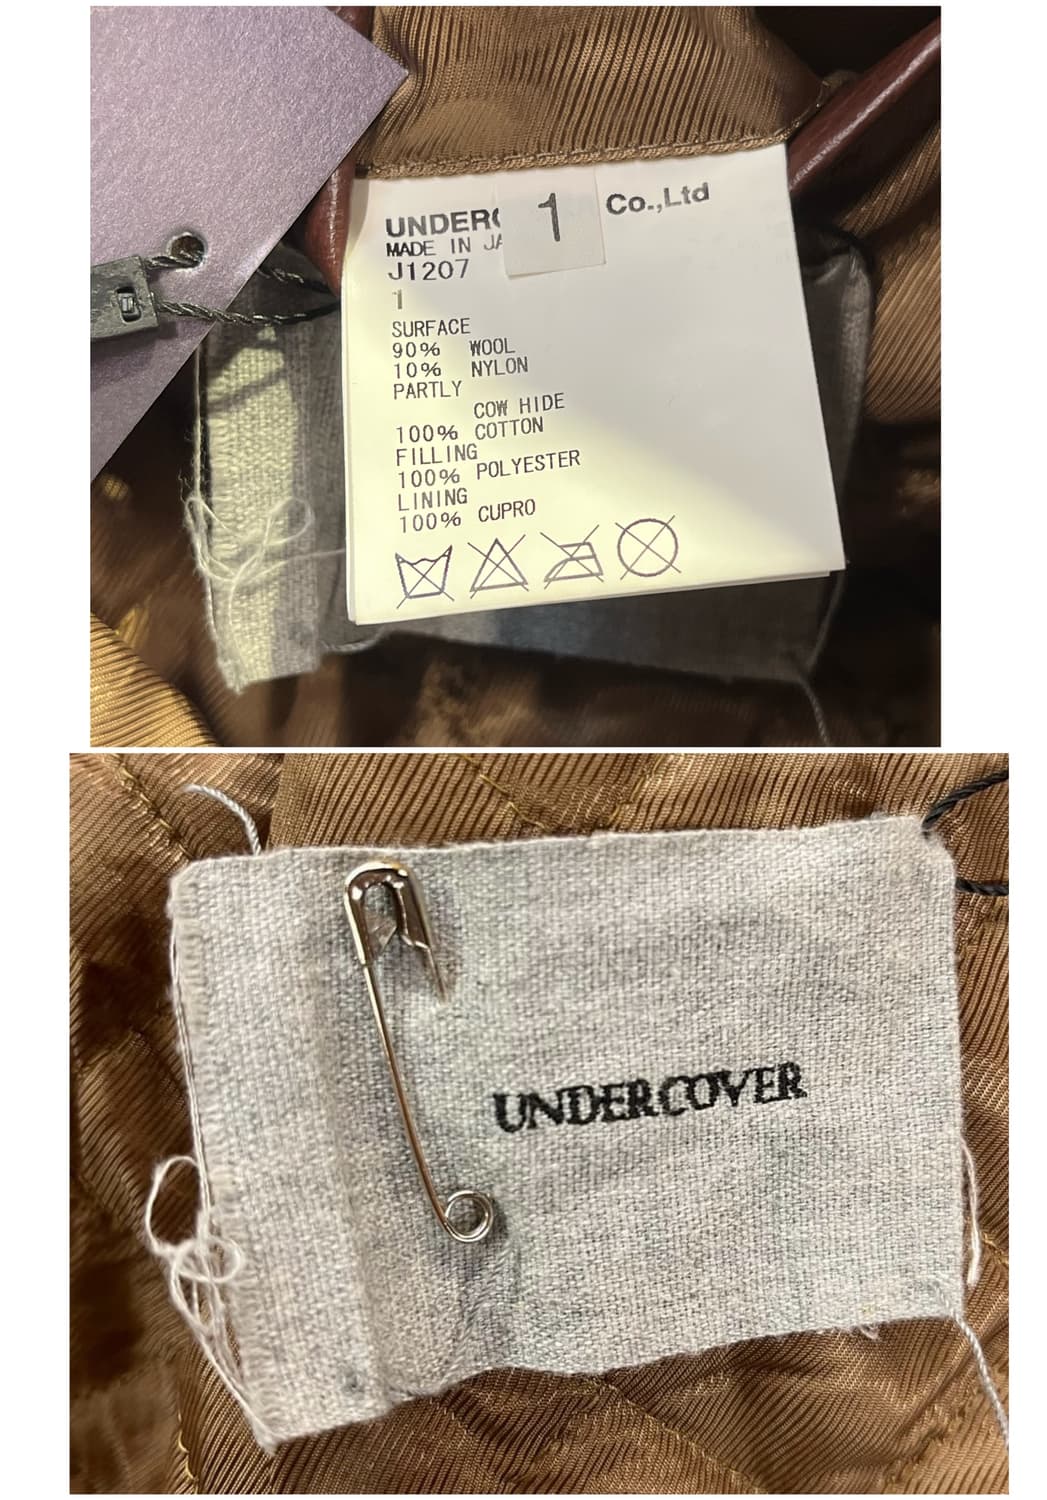 UNDERC Co.,Ltd
1
MADE IN JA
J1207
1
SURFACE
90% WOOL
10% NYLON
PARTLY
COW HIDE
100% COTTON
FILLING
100% POLYESTER
LINING
100% CUPRO
UNDERCOVER